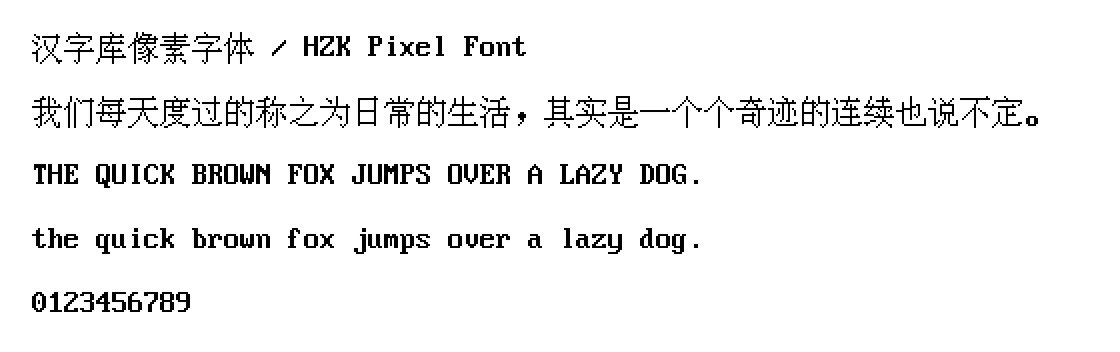 汉字库像素字体 / HZK Pixel Font
我们每天度过的称之为日常的生活，其实是一个个奇迹的连续也说不定。
THE QUICK BROWN FOX JUMPS OVER A LAZY DOG.
the quick brown fox jumps over a lazy dog.
0123456789